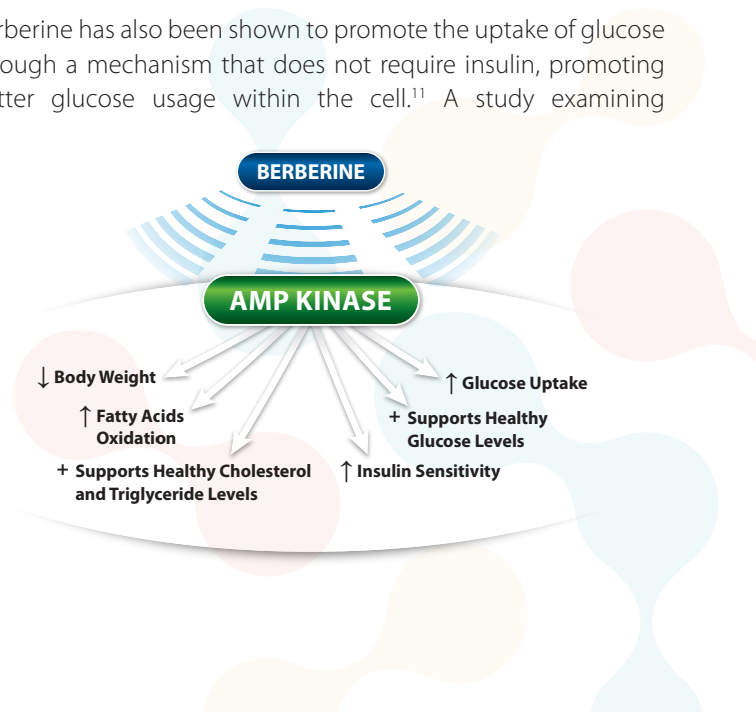 rberine has also been shown to promote the uptake of glucose
ough a mechanism that does not require insulin, promoting
tter glucose usage within the cell.¹¹ A study examining
BERBERINE
AMP KINASE
↓ Body Weight
↑ Fatty Acids
Oxidation
+ Supports Healthy Cholesterol
and Triglyceride Levels
↑ Glucose Uptake
+ Supports Healthy
Glucose Levels
↑ Insulin Sensitivity